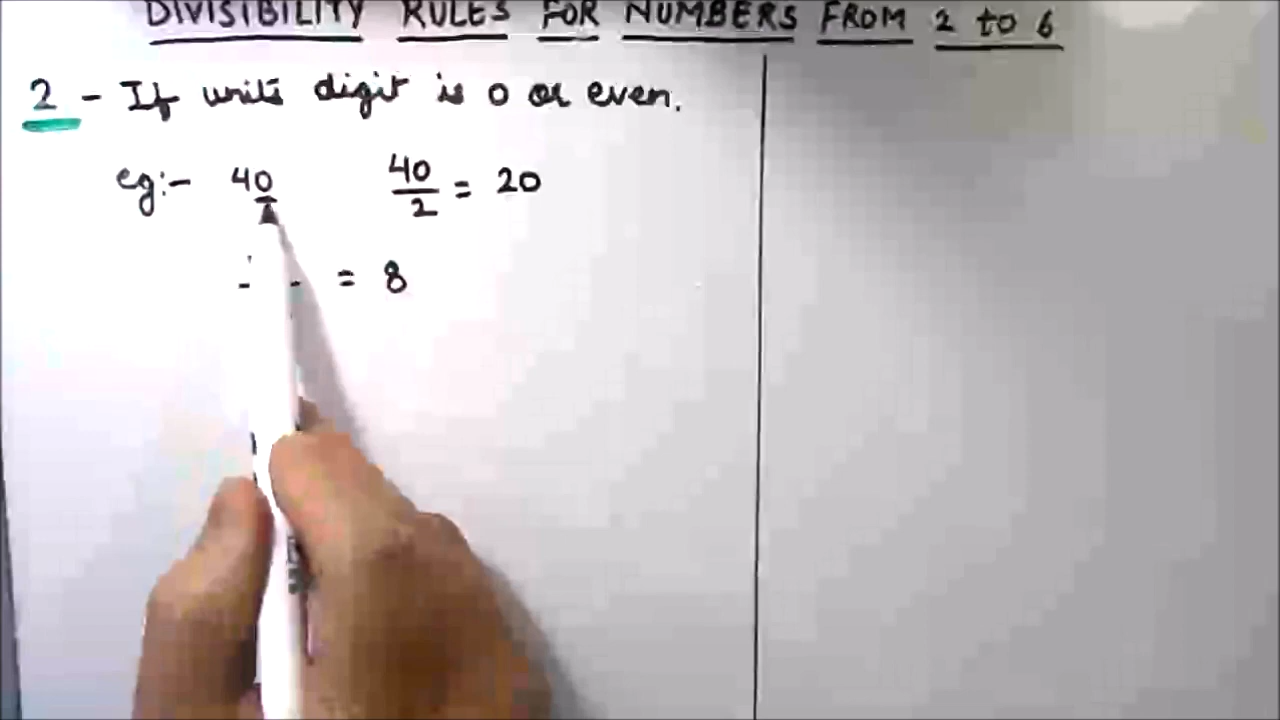 DIVISIBILITY RULES FOR NUMBERS FROM 2 to 6
2 - If units digit is 0 or even.
eg:- 40 40/2 = 20
= 8